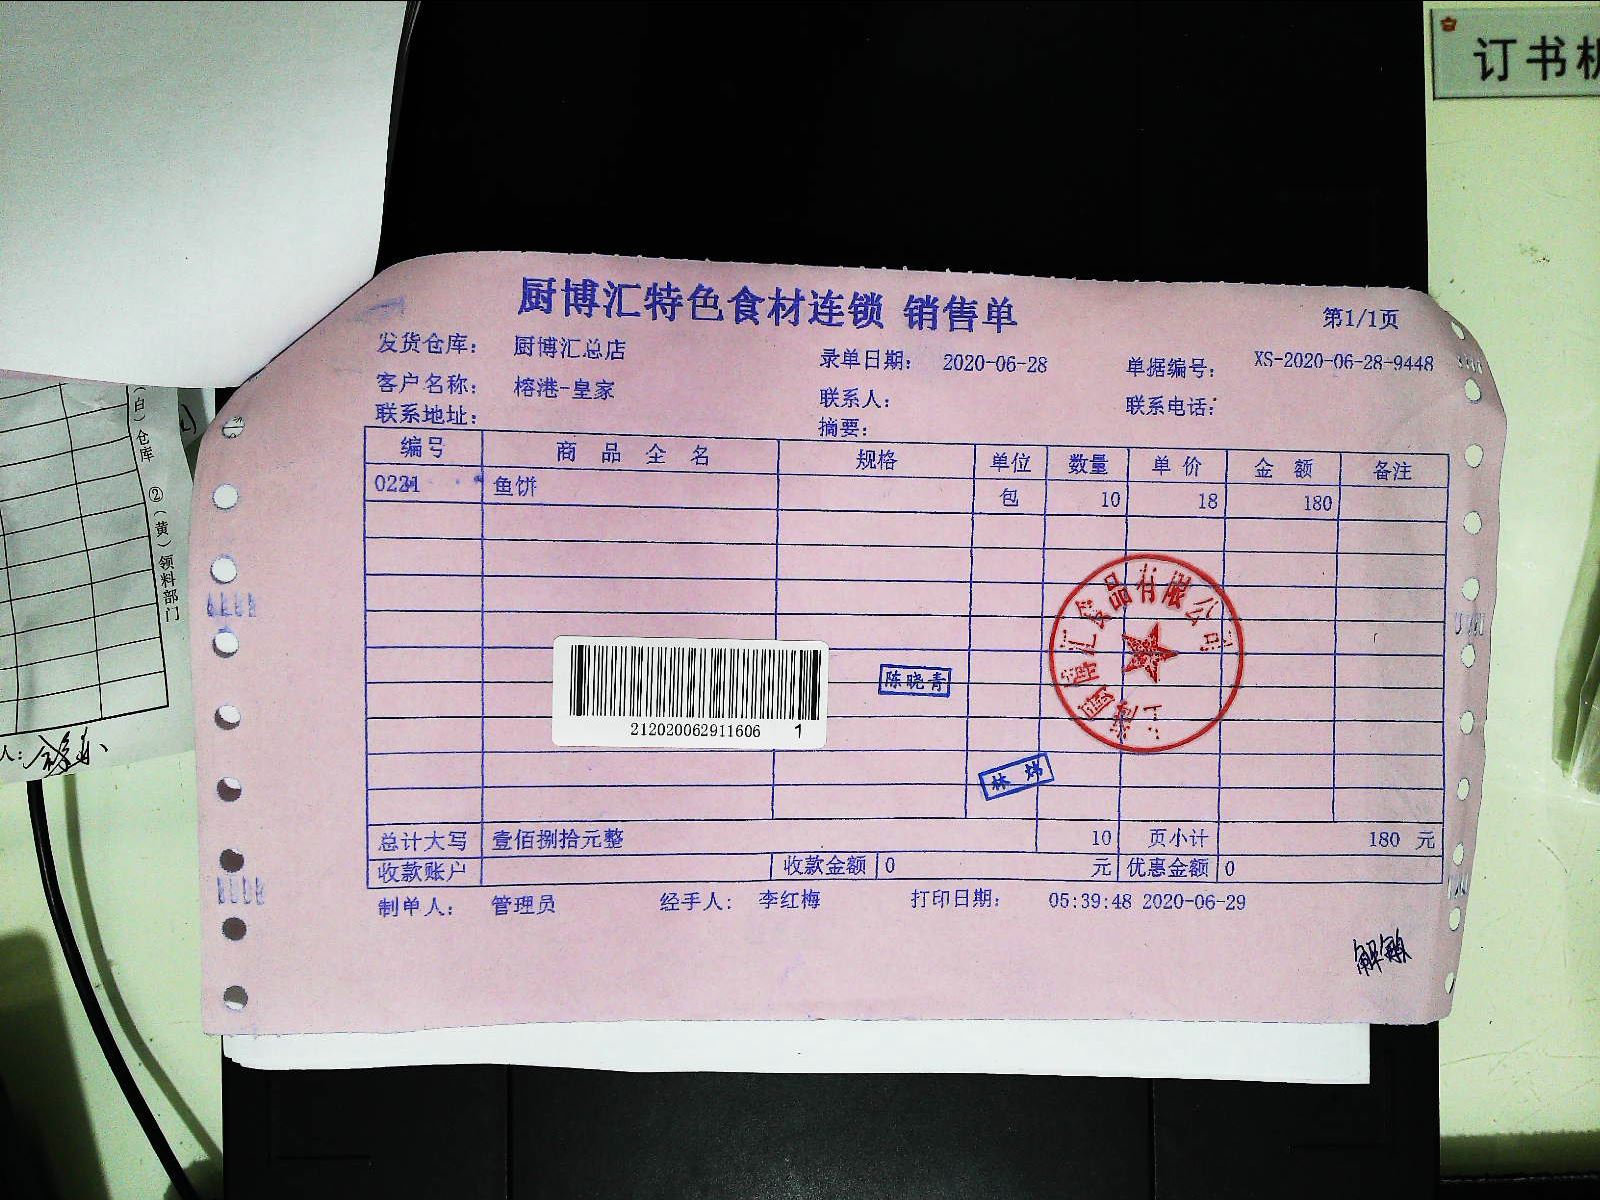 订书机
厨博汇特色食材连锁 销售单
第1/1页
发货仓库： 厨博汇总店 录单日期： 2020-06-28 单据编号： XS-2020-06-28-9448
客户名称： 榕港-皇家 联系人： 联系电话：
联系地址： 摘要：
编号 商品全名 规格 单位 数量 单价 金额 备注
0221 鱼饼 包 10 18 180
陈晓青
212020062911606 1
林炜
总计大写 壹佰捌拾元整 10 页小计 180 元
收款账户 收款金额 0 元 优惠金额 0
制单人： 管理员 经手人： 李红梅 打印日期： 05:39:48 2020-06-29
(白)仓库 ②(黄)领料部门
人：